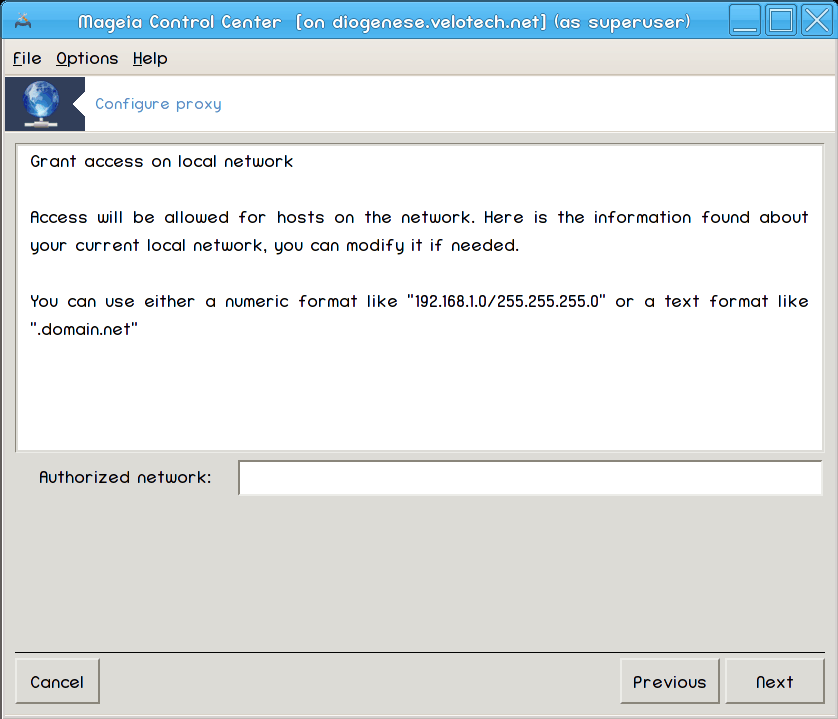 Mageia Control Center [on diogenese.velotech.net] (as superuser)
File Options Help
Configure proxy
Grant access on local network
Access will be allowed for hosts on the network. Here is the information found about
your current local network, you can modify it if needed.
You can use either a numeric format like "192.168.1.0/255.255.255.0" or a text format like
".domain.net"
Authorized network:
Cancel Previous Next